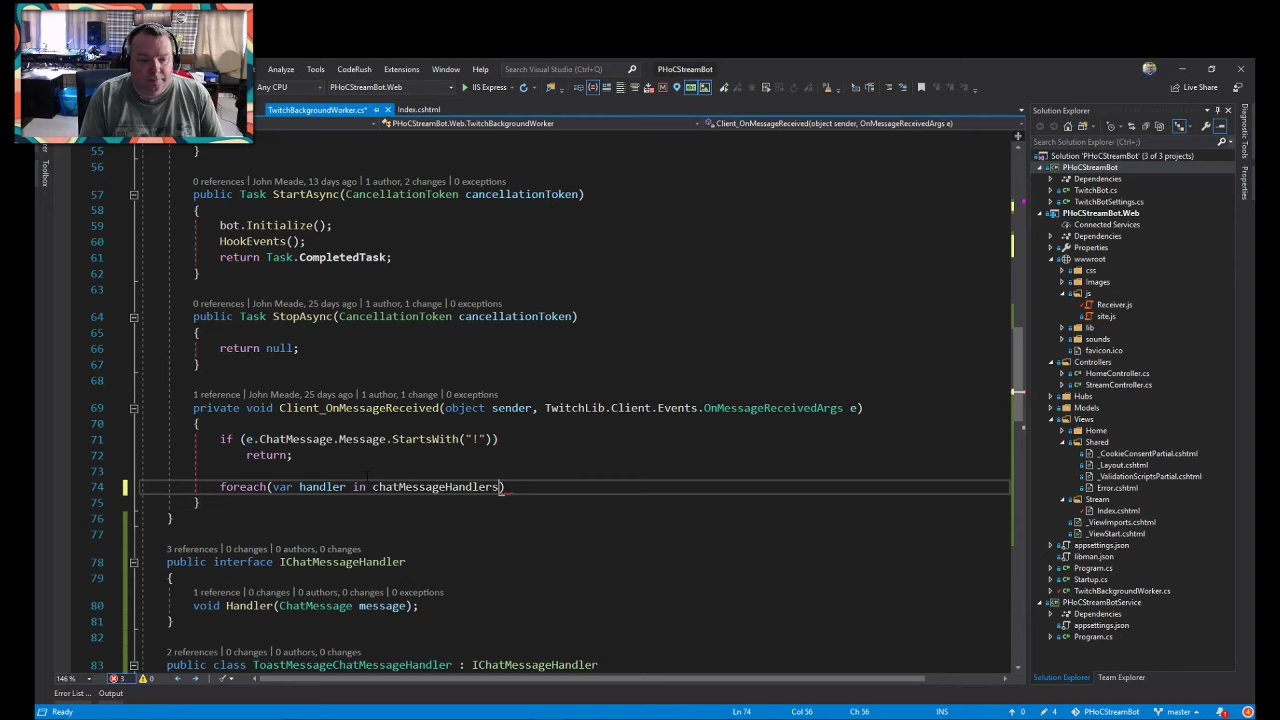 Analyze
Tools
CodeRush
Extensions
Window
Help
Search Visual Studio (Ctrl+Q)
PHoCStreamBot
Any CPU
PHoCStreamBot.Web
IIS Express
Live Share
TwitchBackgroundWorker.cs*
Index.cshtml
PHoCStreamBot.Web.TwitchBackgroundWorker
Client_OnMessageReceived(object sender, OnMessageReceivedArgs e)
Toolbox
55 }
56
0 references | John Meade, 13 days ago | 1 author, 2 changes | 0 exceptions
57 public Task StartAsync(CancellationToken cancellationToken)
58 {
59 bot.Initialize();
60 HookEvents();
61 return Task.CompletedTask;
62 }
63
0 references | John Meade, 25 days ago | 1 author, 1 change | 0 exceptions
64 public Task StopAsync(CancellationToken cancellationToken)
65 {
66 return null;
67 }
68
1 reference | John Meade, 25 days ago | 1 author, 1 change | 0 exceptions
69 private void Client_OnMessageReceived(object sender, TwitchLib.Client.Events.OnMessageReceivedArgs e)
70 {
71 if (e.ChatMessage.Message.StartsWith("!"))
72 return;
73
74 foreach(var handler in chatMessageHandlers)
75 }
76 }
77
3 references | 0 changes | 0 authors, 0 changes
78 public interface IChatMessageHandler
79 {
1 reference | 0 changes | 0 authors, 0 changes | 0 exceptions
80 void Handler(ChatMessage message);
81 }
82
2 references | 0 changes | 0 authors, 0 changes
83 public class ToastMessageChatMessageHandler : IChatMessageHandler
146 %
3
0
Ln 74
Col 56
Ch 56
INS
Error List ...
Output
Ready
0
4
PHoCStreamBot
master
Solution Explorer
Search Solution Explorer (Ctrl+;)
Solution 'PHoCStreamBot' (3 of 3 projects)
PHoCStreamBot
Dependencies
TwitchBot.cs
TwitchBotSettings.cs
PHoCStreamBot.Web
Connected Services
Dependencies
Properties
wwwroot
css
Images
js
Receiver.js
site.js
lib
sounds
favicon.ico
Controllers
HomeController.cs
StreamController.cs
Hubs
Models
Views
Home
Shared
_CookieConsentPartial.cshtml
_Layout.cshtml
_ValidationScriptsPartial.cshtml
Error.cshtml
Stream
Index.cshtml
_ViewImports.cshtml
_ViewStart.cshtml
appsettings.json
libman.json
Program.cs
Startup.cs
TwitchBackgroundWorker.cs
PHoCStreamBotService
Dependencies
appsettings.json
Program.cs
Solution Explorer
Team Explorer
Diagnostic Tools
Properties